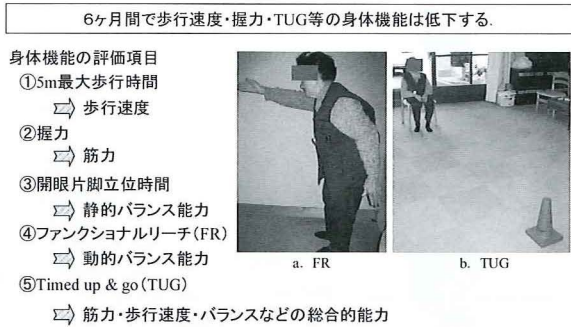 6ヶ月間で歩行速度・握力・TUG等の身体機能は低下する.
身体機能の評価項目
①5m最大歩行時間
⇨ 歩行速度
②握力
⇨ 筋力
③開眼片脚立位時間
⇨ 静的バランス能力
④ファンクショナルリーチ(FR)
⇨ 動的バランス能力
⑤Timed up & go(TUG)
⇨ 筋力・歩行速度・バランスなどの総合的能力
a. FR
b. TUG